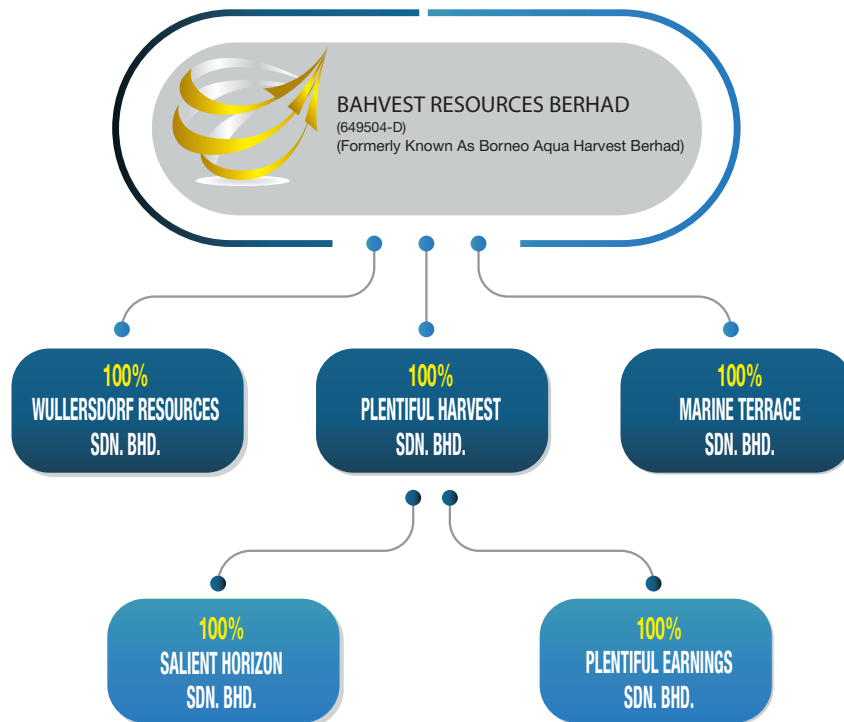 BAHVEST RESOURCES BERHAD
(649504-D)
(Formerly Known As Borneo Aqua Harvest Berhad)
100%
WULLERSDORF RESOURCES
SDN. BHD.
100%
PLENTIFUL HARVEST
SDN. BHD.
100%
MARINE TERRACE
SDN. BHD.
100%
SALIENT HORIZON
SDN. BHD.
100%
PLENTIFUL EARNINGS
SDN. BHD.